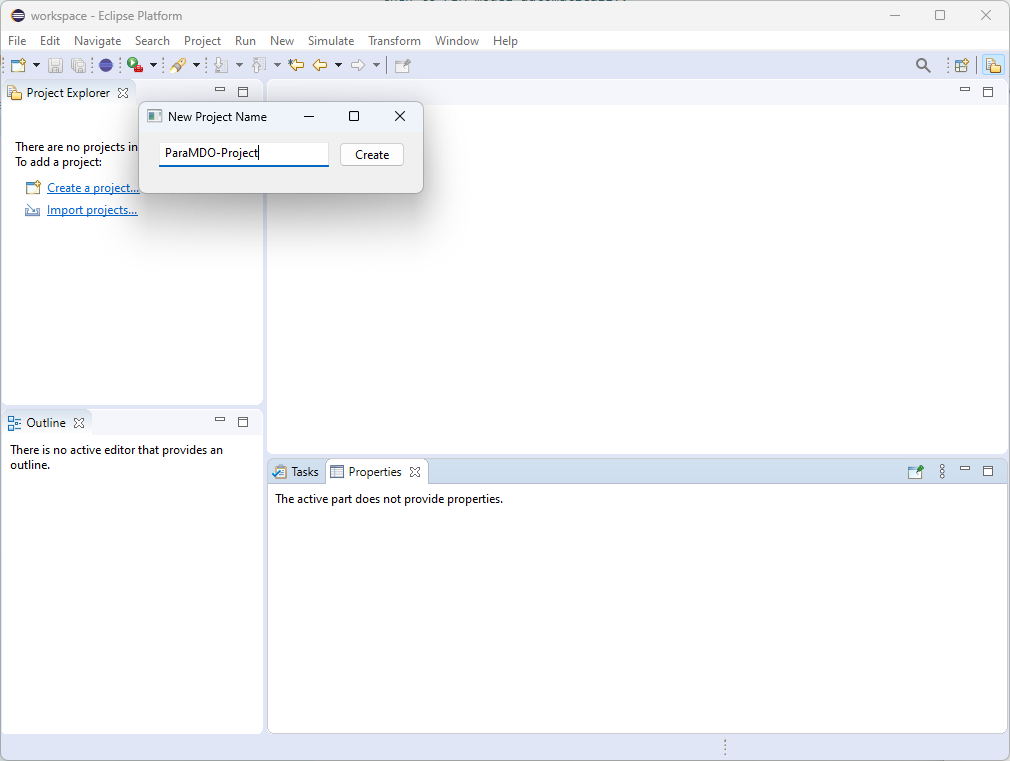 workspace - Eclipse Platform
File Edit Navigate Search Project Run New Simulate Transform Window Help
Project Explorer
New Project Name
ParaMDO-Project
Create
There are no projects in
To add a project:
Create a project...
Import projects...
Outline
There is no active editor that provides an
outline.
Tasks
Properties
The active part does not provide properties.